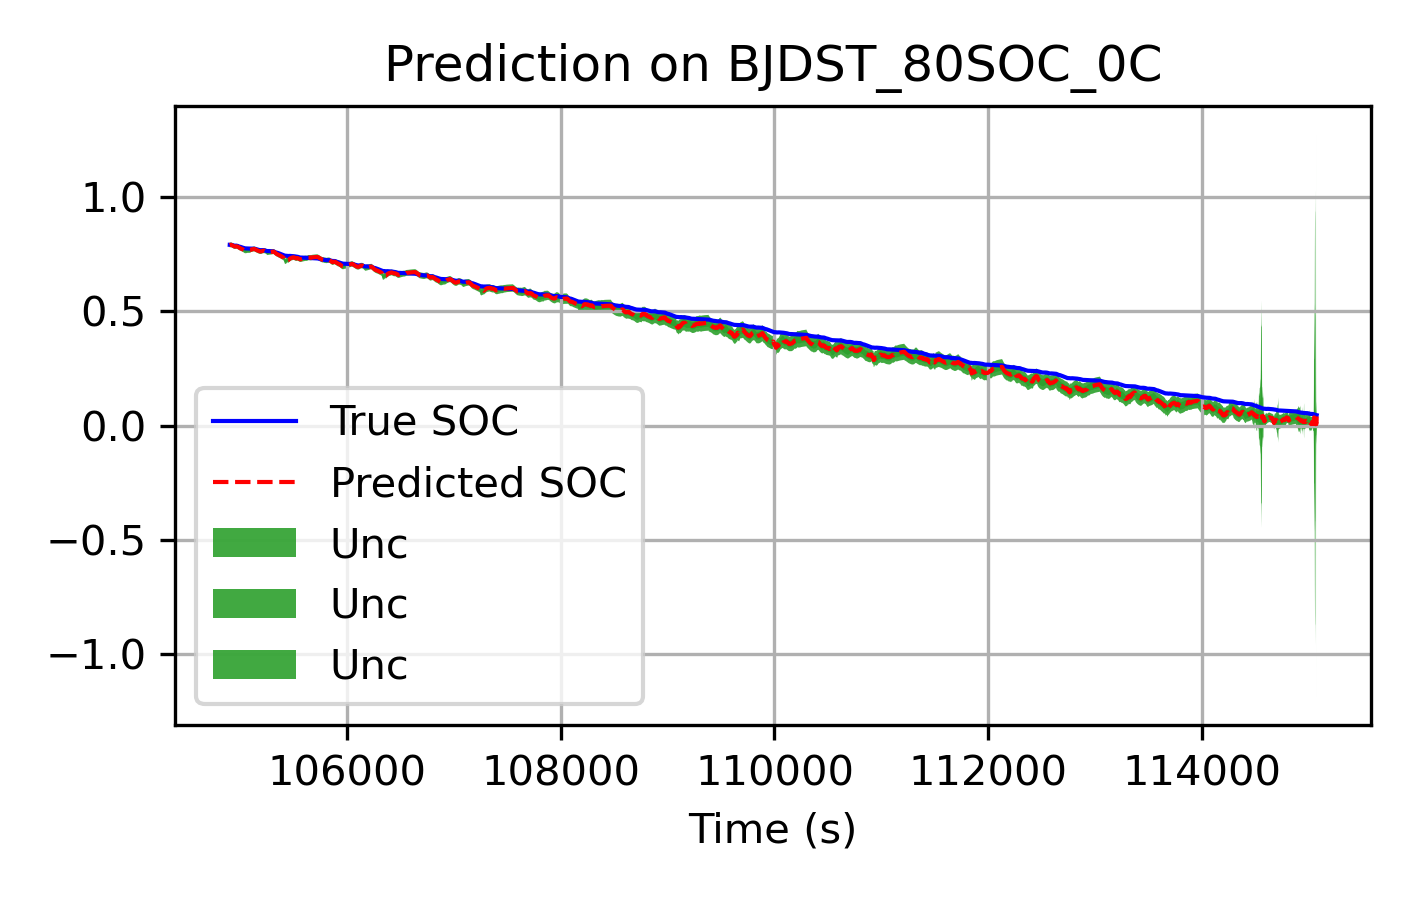 Prediction on BJDST_80SOC_0C
1.0
0.5
0.0
−0.5
−1.0
True SOC
Predicted SOC
Unc
Unc
Unc
106000 108000 110000 112000 114000
Time (s)